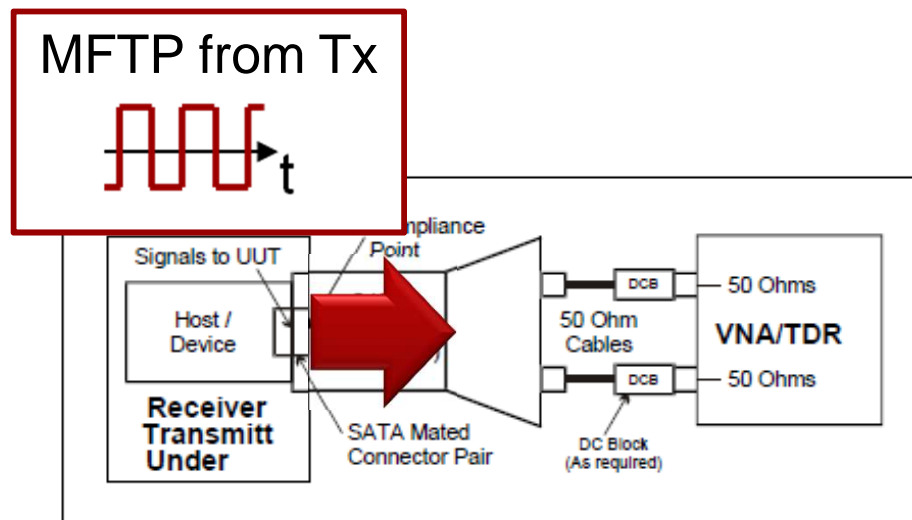 MFTP from Tx
t
mpliance
Point
Signals to UUT
Host /
Device
DCB
50 Ohms
50 Ohm
Cables
VNA/TDR
DCB
50 Ohms
Receiver
Transmitt
Under
SATA Mated
Connector Pair
DC Block
(As required)